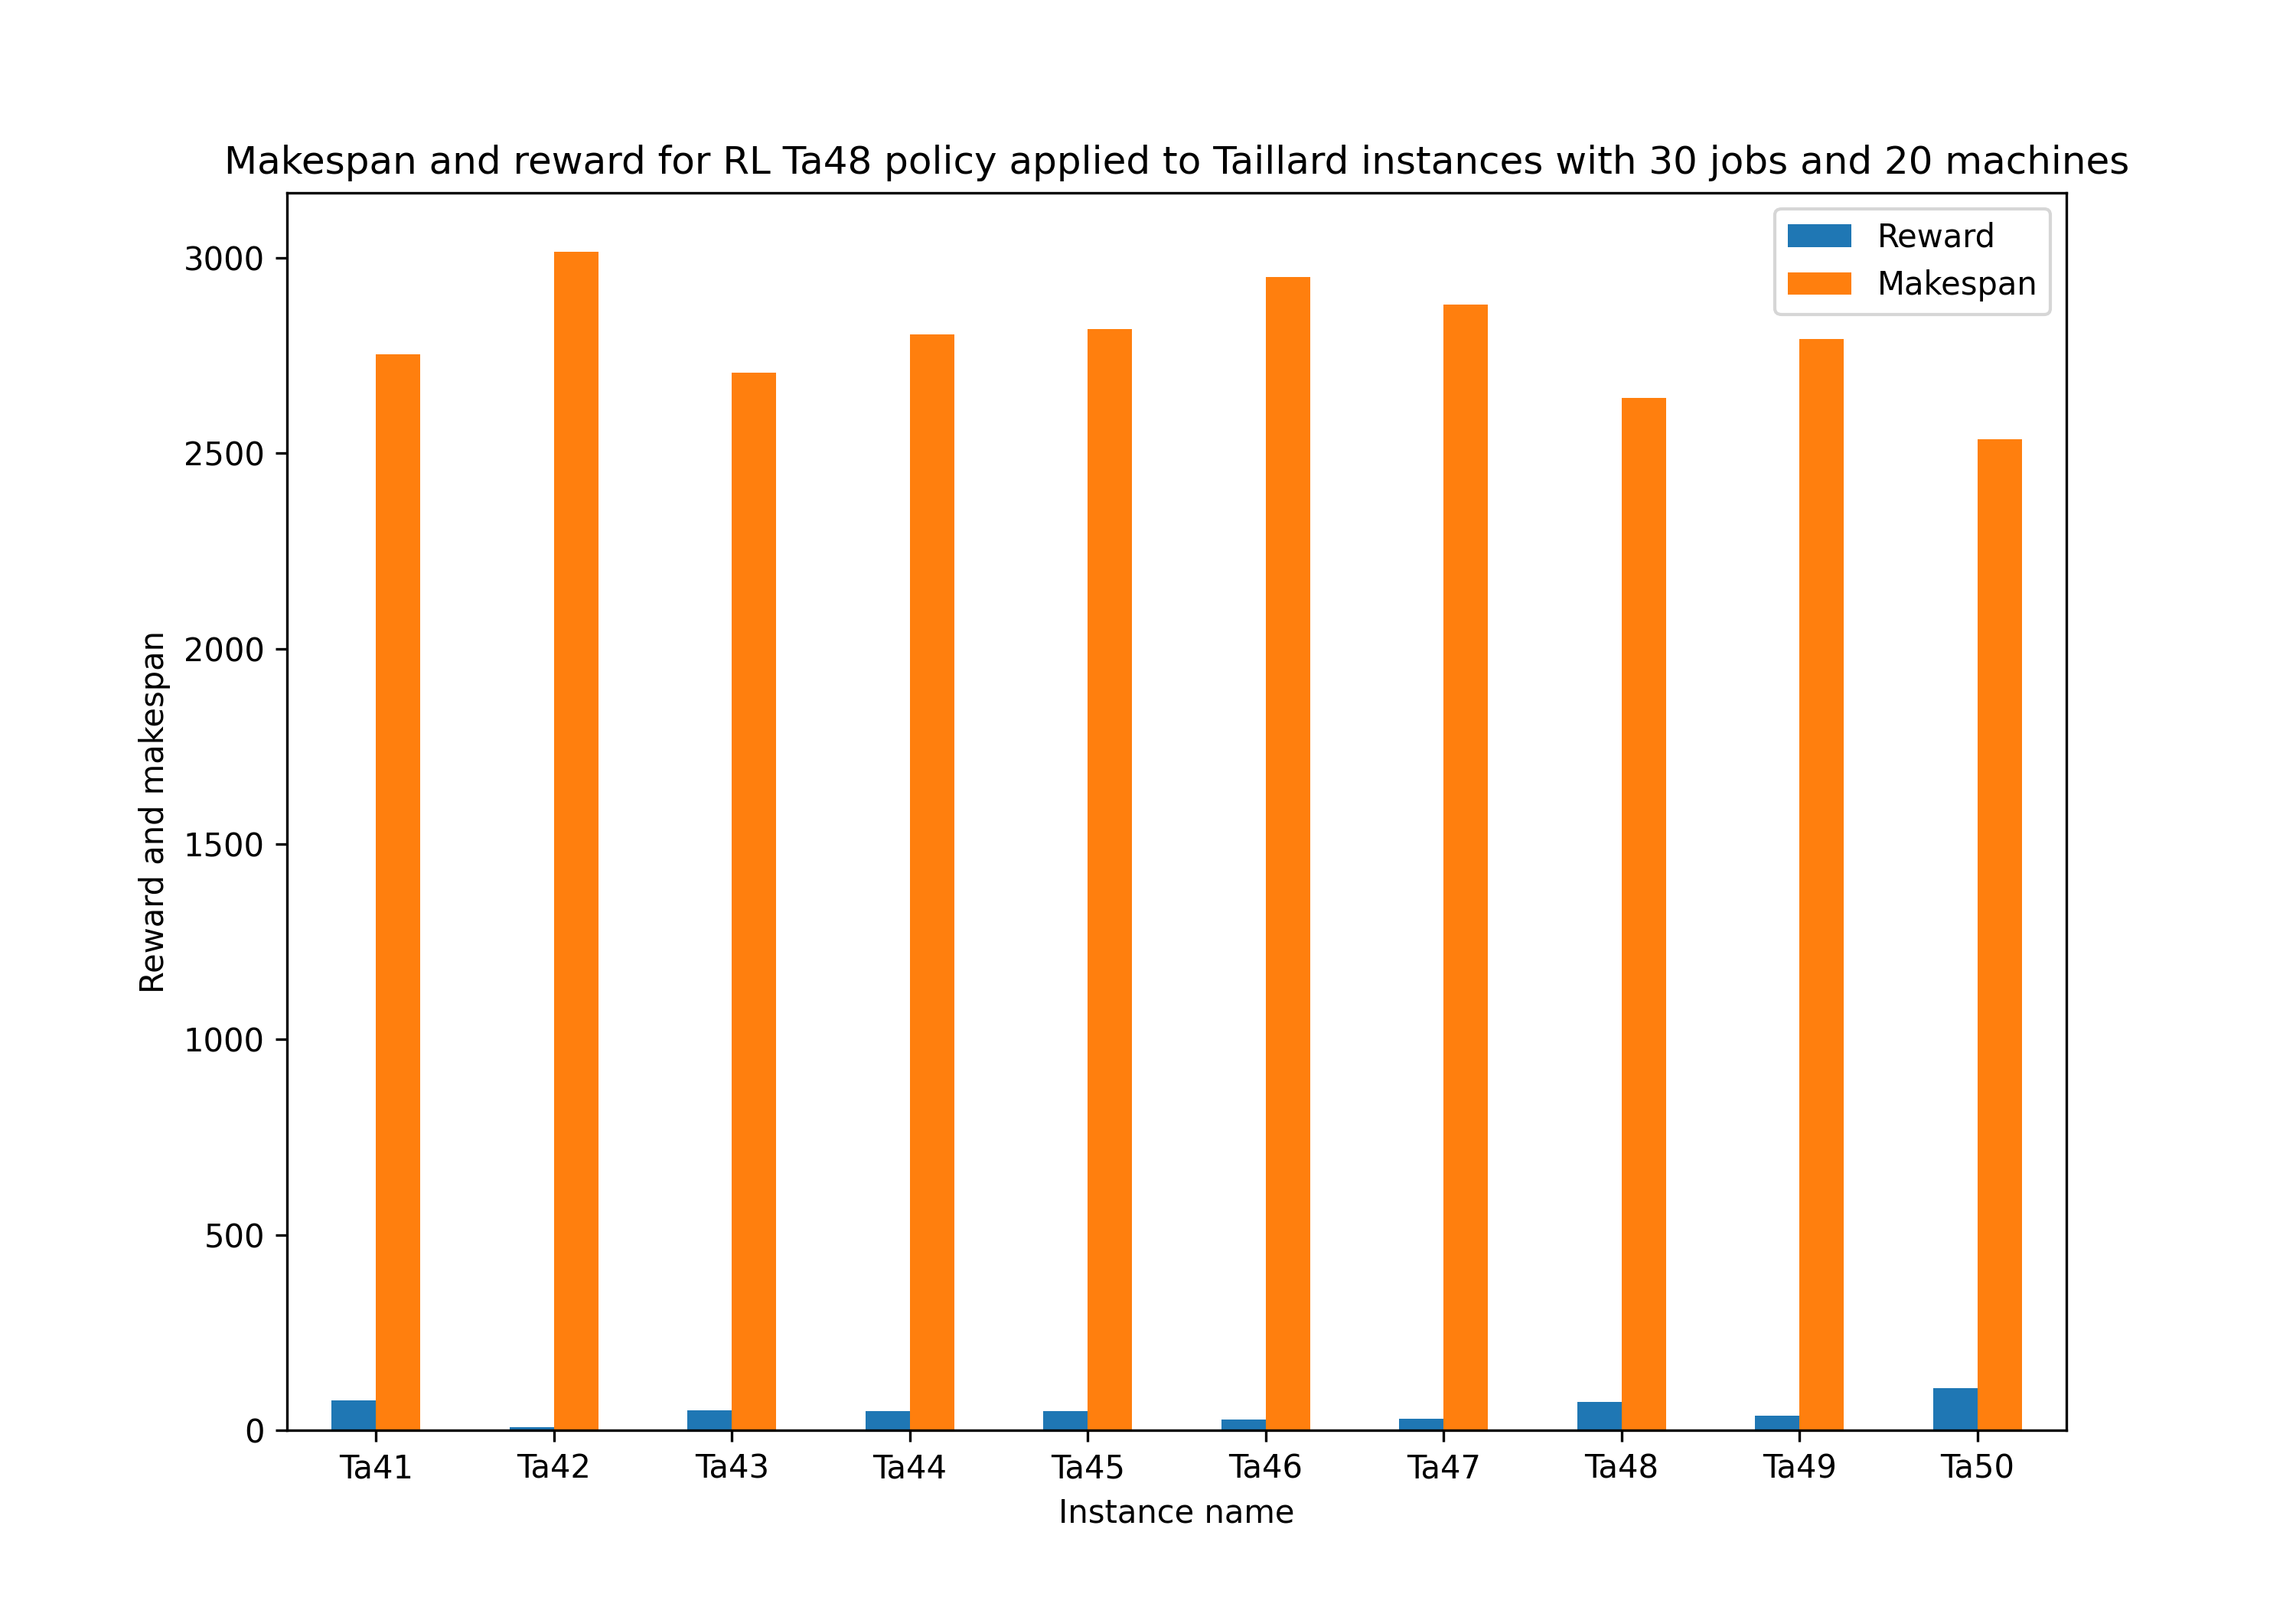 Makespan and reward for RL Ta48 policy applied to Taillard instances with 30 jobs and 20 machines
Reward
Makespan
3000
2500
2000
1500
1000
500
0
Reward and makespan
Ta41 Ta42 Ta43 Ta44 Ta45 Ta46 Ta47 Ta48 Ta49 Ta50
Instance name